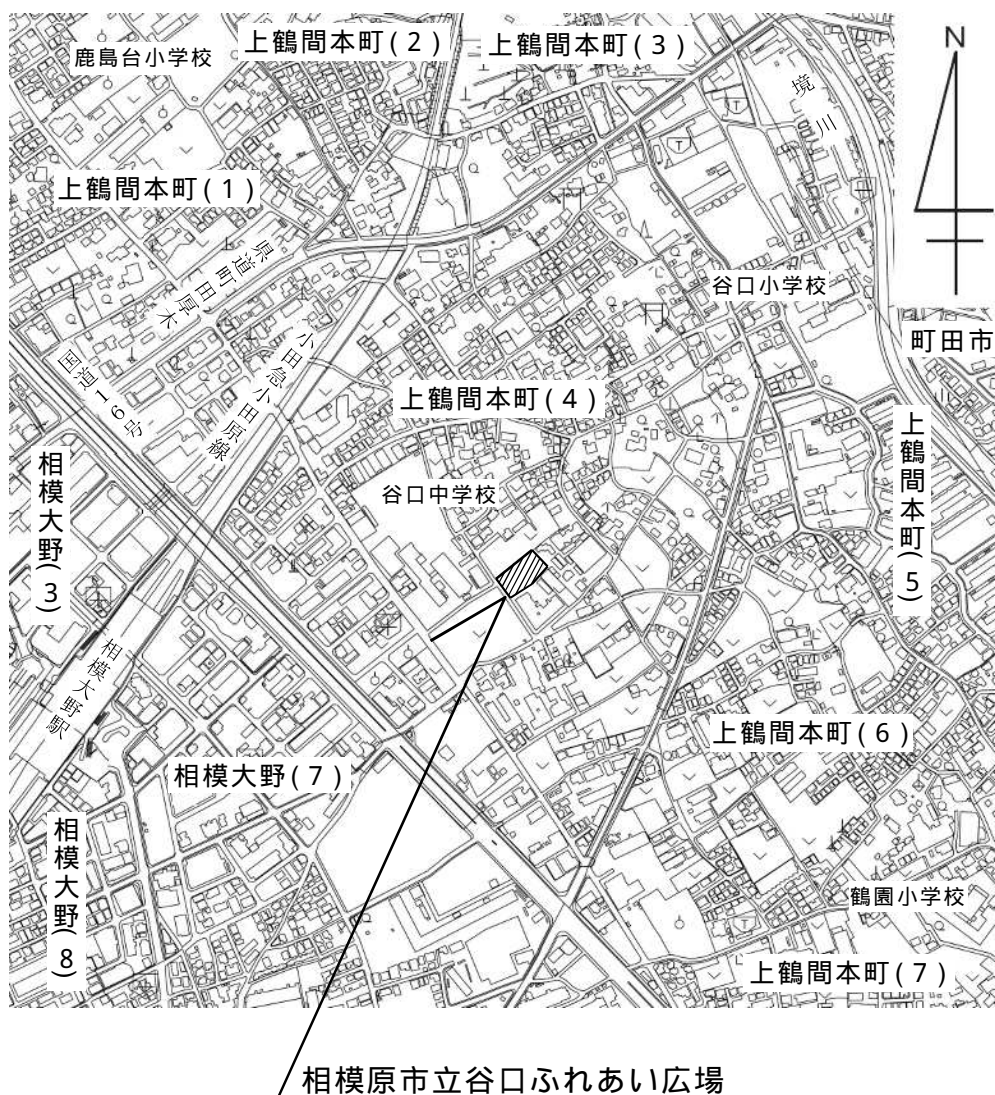 上鶴間本町(2)
上鶴間本町(3)
鹿島台小学校
N
境川
上鶴間本町(1)
県道町田厚木
谷口小学校
町田市
小田急小田原線
国道16号
上鶴間本町(4)
上鶴間本町(5)
相模大野(3)
谷口中学校
相模大野駅
上鶴間本町(6)
相模大野(7)
相模大野(8)
鶴園小学校
上鶴間本町(7)
相模原市立谷口ふれあい広場